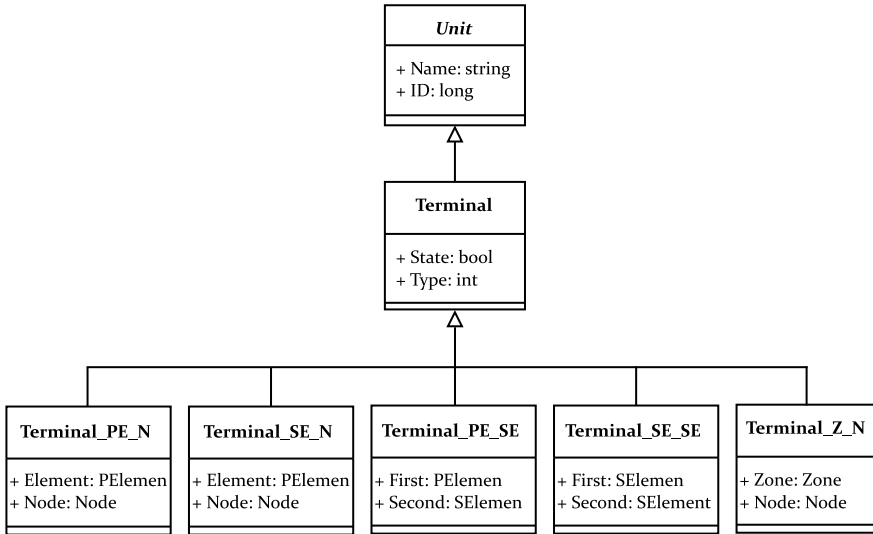 Unit
+ Name: string
+ ID: long
Terminal
+ State: bool
+ Type: int
Terminal_PE_N
+ Element: PElemen
+ Node: Node
Terminal_SE_N
+ Element: PElemen
+ Node: Node
Terminal_PE_SE
+ First: PElemen
+ Second: SElemen
Terminal_SE_SE
+ First: SElemen
+ Second: SElement
Terminal_Z_N
+ Zone: Zone
+ Node: Node